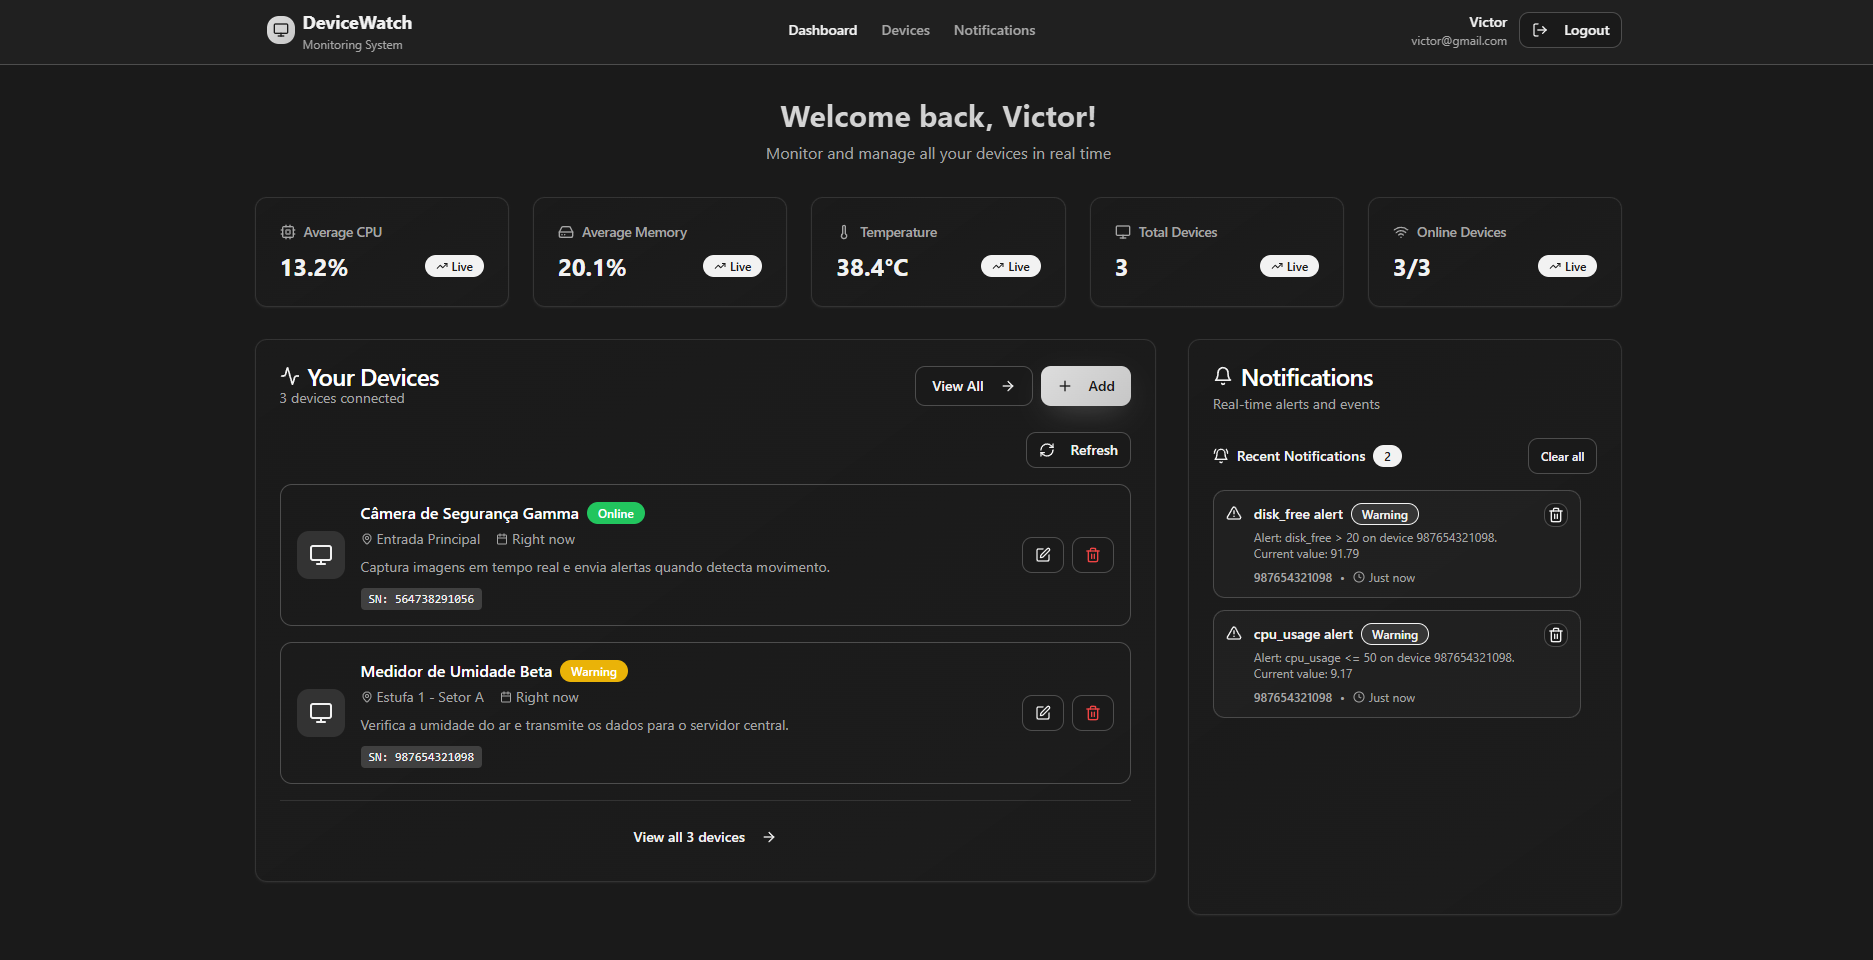 DeviceWatch
Monitoring System
Dashboard Devices Notifications
Victor
victor@gmail.com
Logout
Welcome back, Victor!
Monitor and manage all your devices in real time
Average CPU
13.2% Live
Average Memory
20.1% Live
Temperature
38.4°C Live
Total Devices
3 Live
Online Devices
3/3 Live
Your Devices
3 devices connected
View All
Add
Refresh
Câmera de Segurança Gamma Online
Entrada Principal Right now
Captura imagens em tempo real e envia alertas quando detecta movimento.
SN: 564738291056
Medidor de Umidade Beta Warning
Estufa 1 - Setor A Right now
Verifica a umidade do ar e transmite os dados para o servidor central.
SN: 987654321098
View all 3 devices
Notifications
Real-time alerts and events
Recent Notifications 2
Clear all
disk_free alert Warning
Alert: disk_free > 20 on device 987654321098.
Current value: 91.79
987654321098 • Just now
cpu_usage alert Warning
Alert: cpu_usage <= 50 on device 987654321098.
Current value: 9.17
987654321098 • Just now